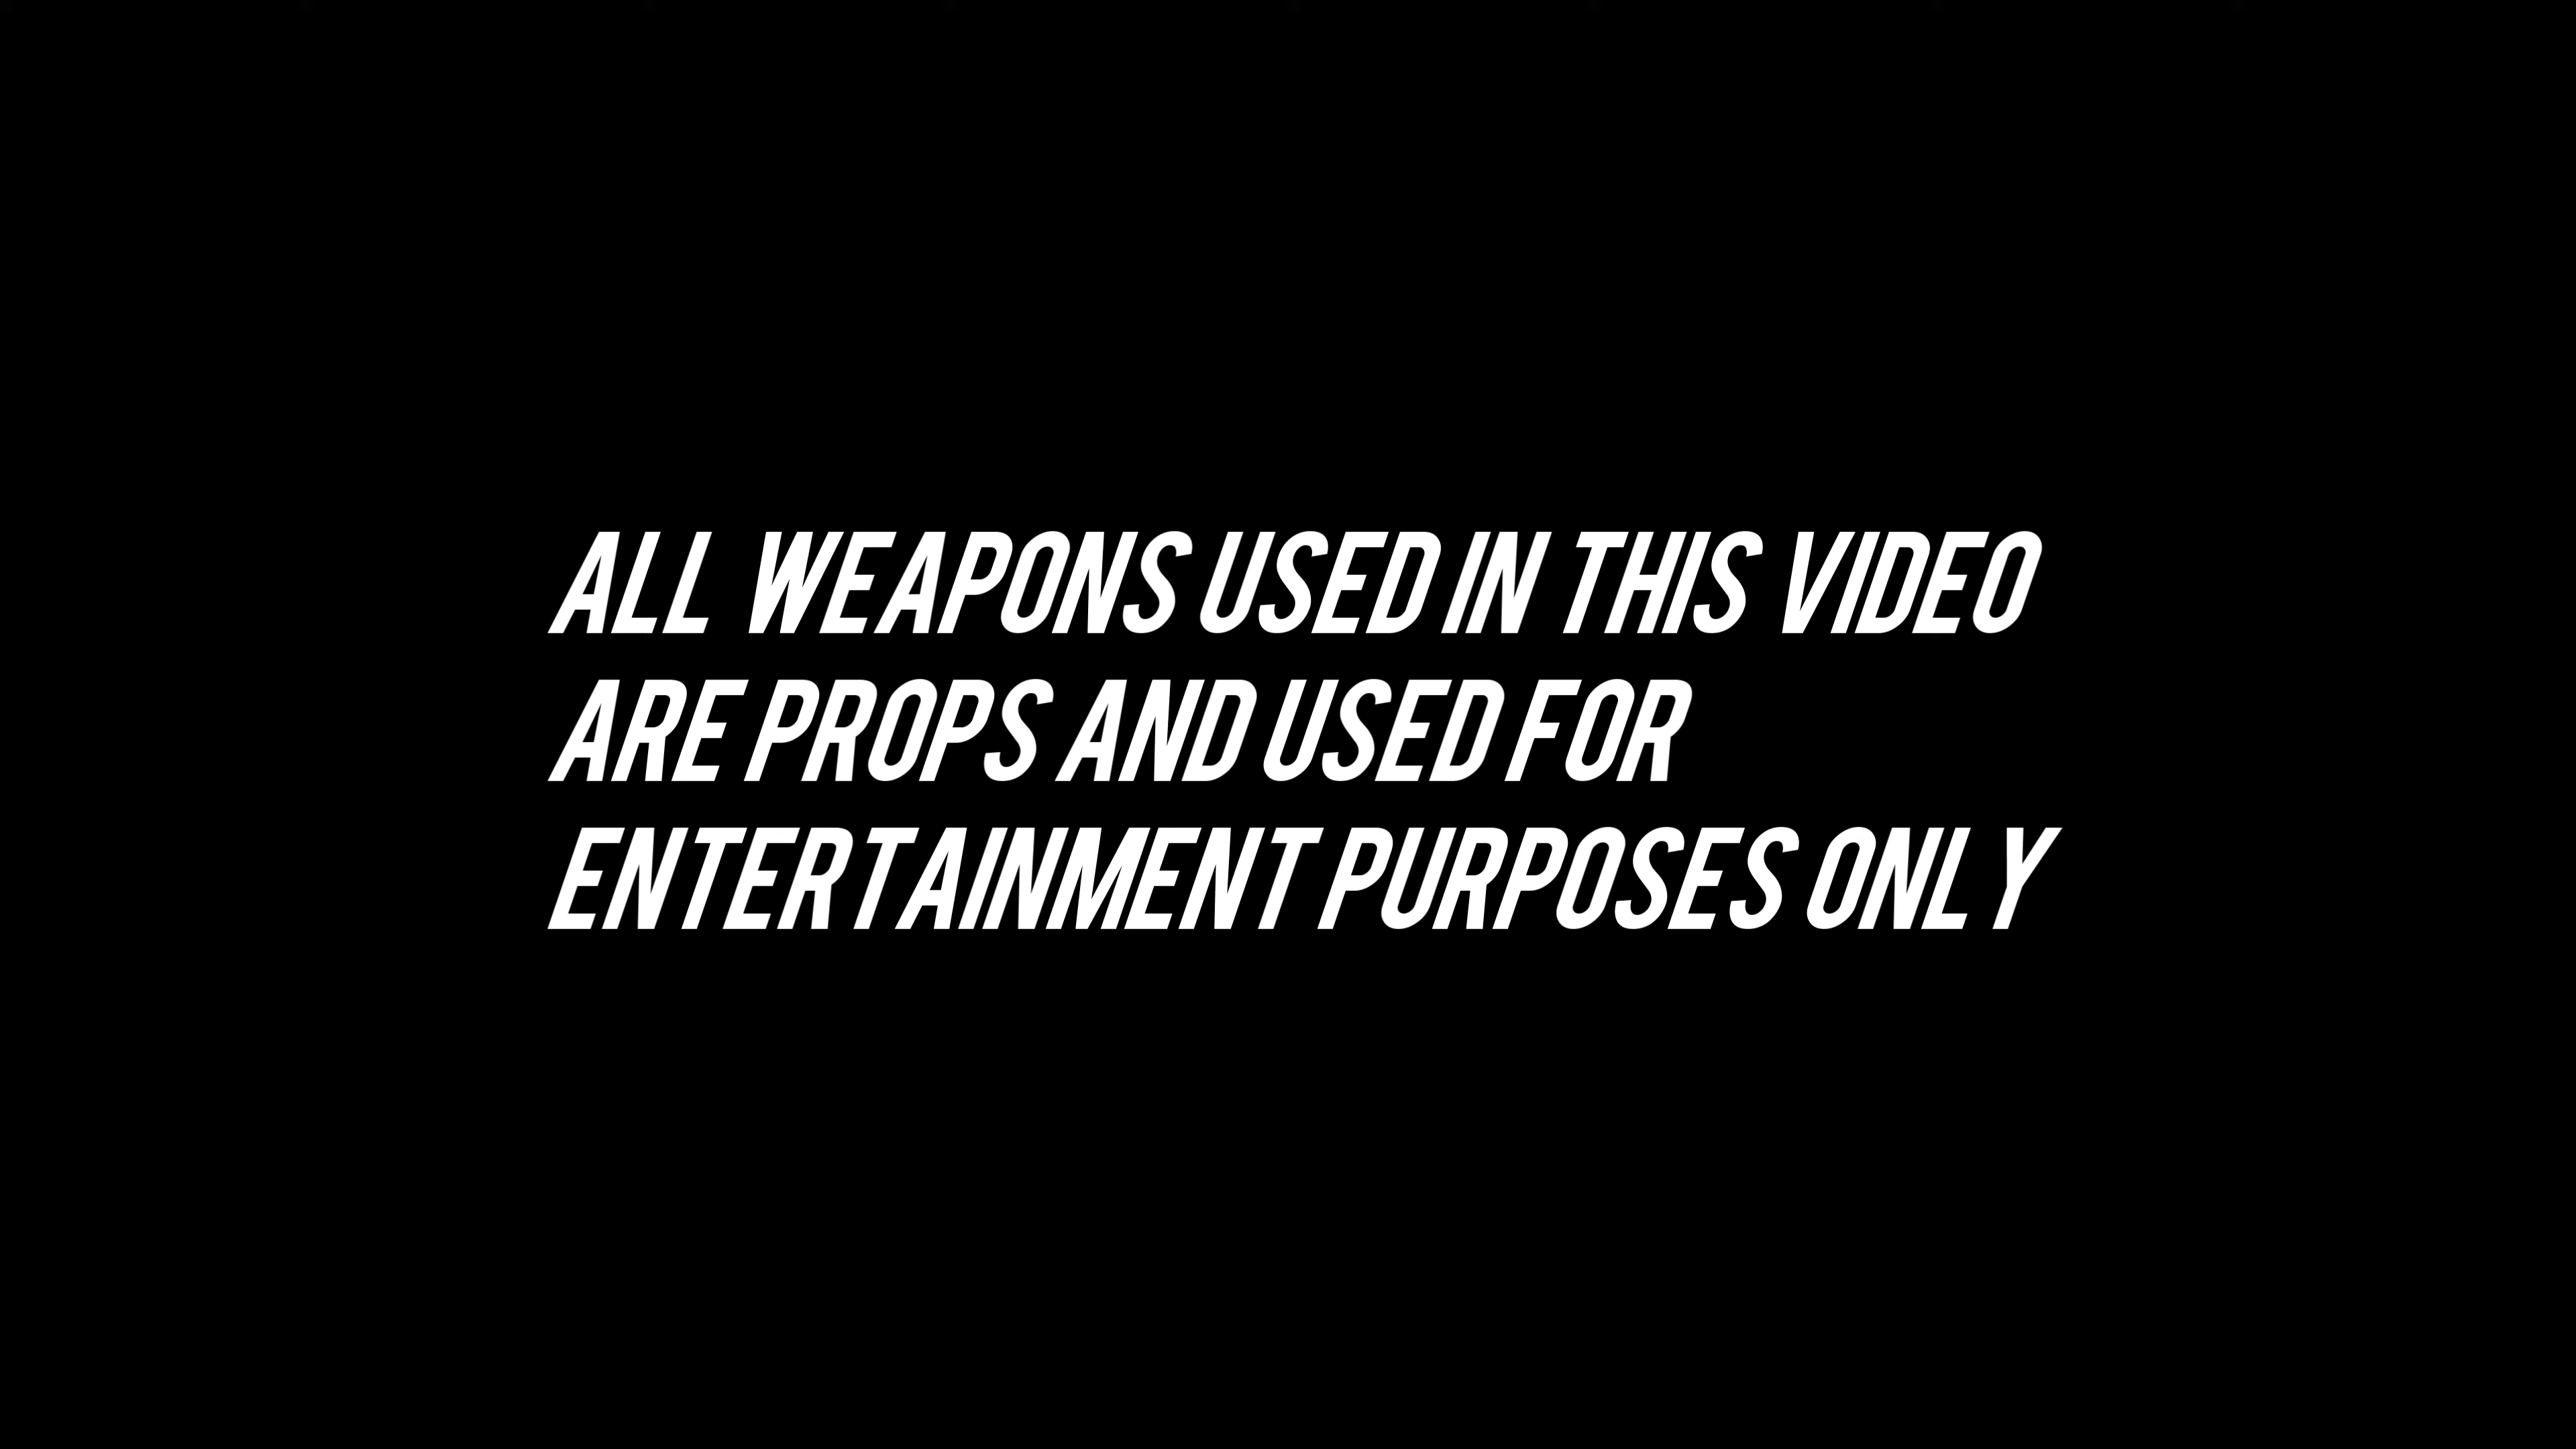 ALL WEAPONS USED IN THIS VIDEO
ARE PROPS AND USED FOR
ENTERTAINMENT PURPOSES ONLY